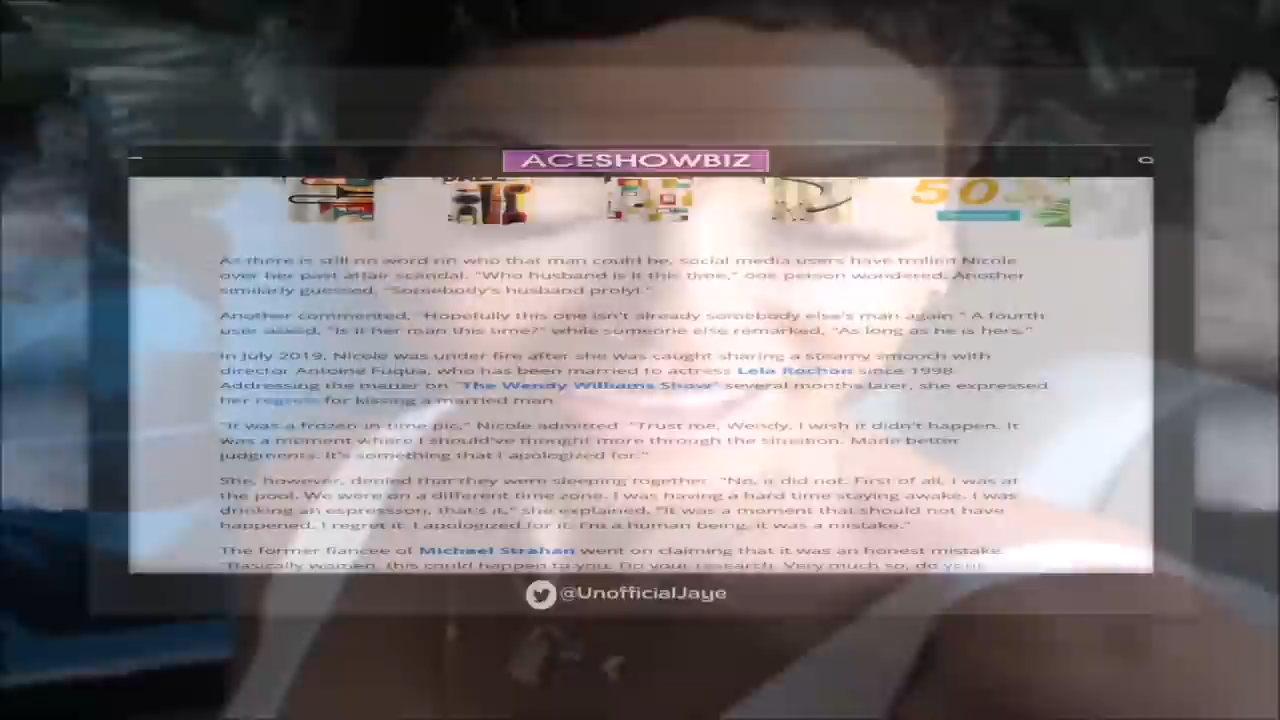 ACESHOWBIZ
50
As there is still no word on who that man could be, social media users have trolled Nicole
over her past affair scandal. "Who husband is it this time," one person wondered. Another
similarly guessed, "Somebody's husband prolyl."
Another commented, "Hopefully this one isn't already somebody else's man again." A fourth
user asked, "Is it her man this time?" while someone else remarked, "As long as he is hers."
In July 2019, Nicole was under fire after she was caught sharing a steamy smooch with
director Antoine Fuqua, who has been married to actress Lela Rochon since 1998.
Addressing the matter on "The Wendy Williams Show" several months later, she expressed
her regrets for kissing a married man.
"It was a frozen-in-time pic," Nicole admitted. "Trust me, Wendy, I wish it didn't happen. It
was a moment where I should've thought more through the situation. Made better
judgments. It's something that I apologized for."
She, however, denied that they were sleeping together. "No, it did not. First of all, I was at
the pool. We were on a different time zone. I was having a hard time staying awake. I was
drinking an espresson, that's it," she explained. "It was a moment that should not have
happened. I regret it. I apologized for it. I'm a human being, it was a mistake."
The former fiancee of Michael Strahan went on claiming that it was an honest mistake.
"Basically women, this could happen to you. Do your research. Very much so, do your
@UnofficialJaye